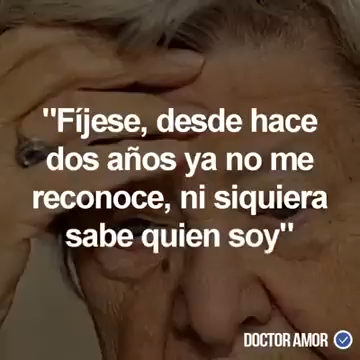 "Fíjese, desde hace
dos años ya no me
reconoce, ni siquiera
sabe quien soy"
DOCTOR AMOR